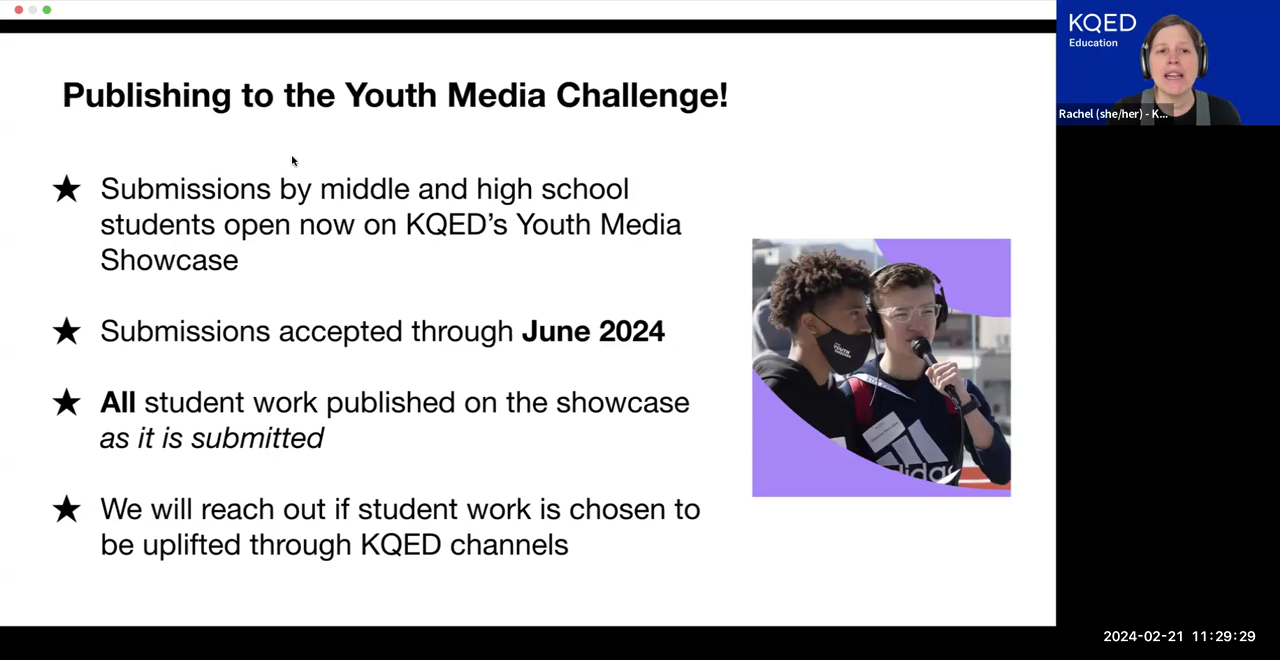 Publishing to the Youth Media Challenge!
★ Submissions by middle and high school
students open now on KQED’s Youth Media
Showcase
★ Submissions accepted through June 2024
★ All student work published on the showcase
as it is submitted
★ We will reach out if student work is chosen to
be uplifted through KQED channels
YOUTH
adidas
KQED
Education
Rachel (she/her) - K...
2024-02-21 11:29:29